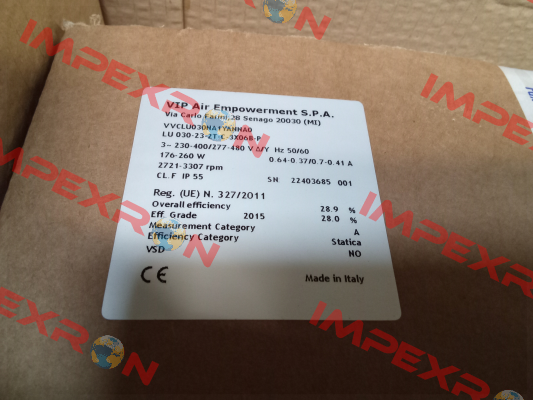 VIP Air Empowerment S.P.A.
Via Carlo Farini,2B Senago 20030 (MI)
VVCLU030NA1YANNA0
LU 030-23-2T 3X068-P
3~ 230-400/277-480 V Δ/Y Hz 50/60
176-260 W 0.64-0.37/0.7-0.41 A
2721-3307 rpm
CL.F IP 55 SN 22403685 001
Reg. (UE) N. 327/2011
Overall efficiency 28.9 %
Eff. Grade 2015 28.0 %
Measurement Category A
Efficiency Category Statica
VSD NO
CE Made in Italy
IMPEXRON
IMPEXRON
IMPEXRON
IMPEXRON